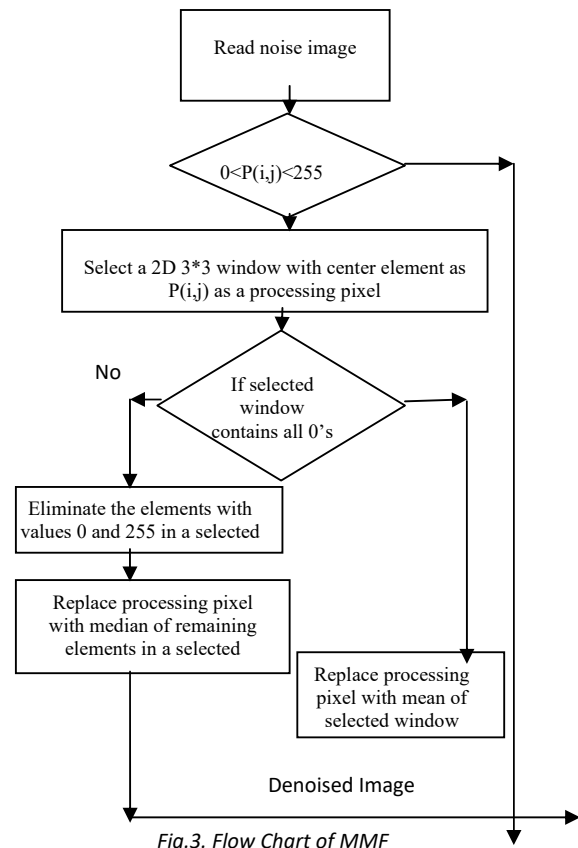 Read noise image
0<P(i,j)<255
Select a 2D 3*3 window with center element as
P(i,j) as a processing pixel
No
If selected
window
contains all 0's
Eliminate the elements with
values 0 and 255 in a selected
Replace processing pixel
with median of remaining
elements in a selected
Replace processing
pixel with mean of
selected window
Denoised Image
Fig.3. Flow Chart of MMF